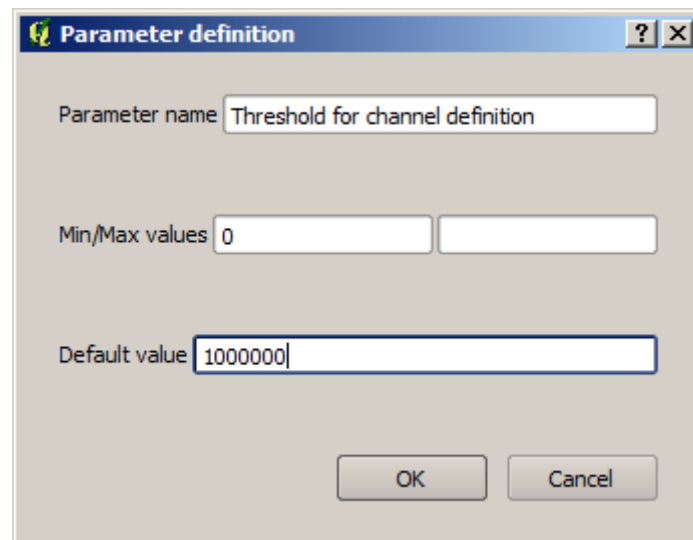 Parameter definition
Parameter name Threshold for channel definition
Min/Max values 0
Default value 1000000
OK Cancel